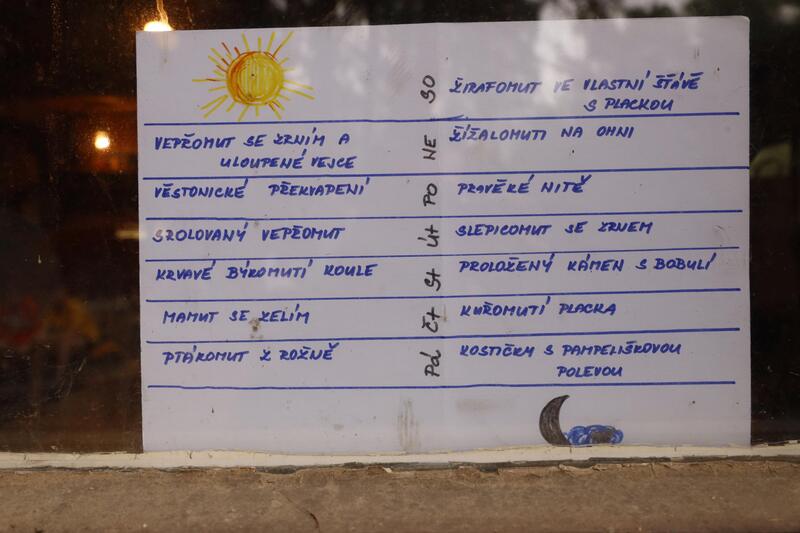 SO ŽIRAFOMUT VE VLASTNÍ ŠŤÁVĚ
S PLACKOU
VEPŘOMUT SE ZRNÍM A
ULOUPENÉ VEJCE
NE ŽÍŽALOMUTI NA OHNI
VĚSTONICKÉ PŘEKVAPENÍ PO PRAVĚKÉ NITĚ
SROLOVANÝ VEPŘOMUT ÚT SLEPICOMUT SE ZRNEM
KRVAVÉ BÝKOMUTÍ KOULE St PROLOŽENÝ KÁMEN S BOBULÍ
MAMUT SE ZELÍM Čt KUŘOMUTÍ PLACKA
PTÁKOMUT Z ROŽNĚ Pá KOSTIČKY S PAMPELIŠKOVOU
POLEVOU